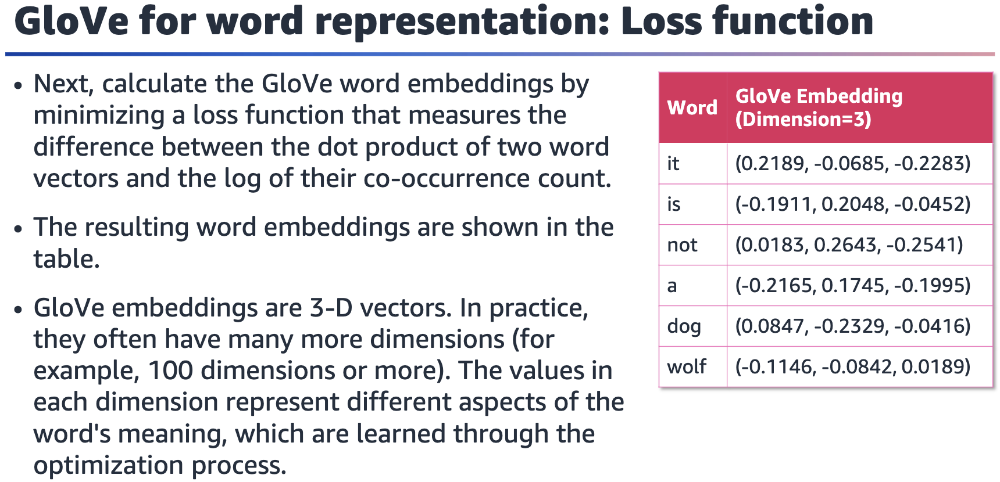 GloVe for word representation: Loss function
• Next, calculate the GloVe word embeddings by
minimizing a loss function that measures the
difference between the dot product of two word
vectors and the log of their co-occurrence count.
• The resulting word embeddings are shown in the
table.
• GloVe embeddings are 3-D vectors. In practice,
they often have many more dimensions (for
example, 100 dimensions or more). The values in
each dimension represent different aspects of the
word's meaning, which are learned through the
optimization process.
Word GloVe Embedding
(Dimension=3)
it (0.2189, -0.0685, -0.2283)
is (-0.1911, 0.2048, -0.0452)
not (0.0183, 0.2643, -0.2541)
a (-0.2165, 0.1745, -0.1995)
dog (0.0847, -0.2329, -0.0416)
wolf (-0.1146, -0.0842, 0.0189)